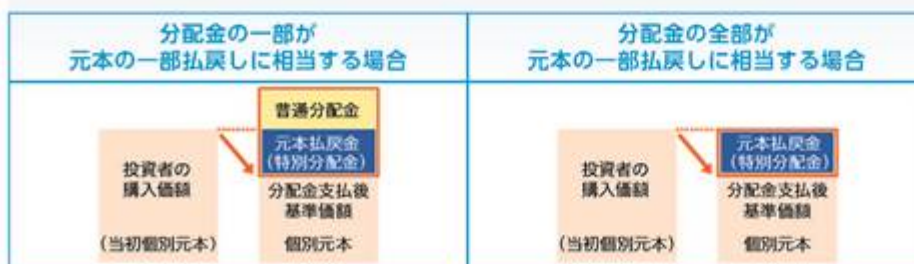 分配金の一部が
元本の一部払戻しに相当する場合
普通分配金
元本払戻金
(特別分配金)
投資者の
購入価額
分配金支払後
基準価額
(当初個別元本)
個別元本
分配金の全部が
元本の一部払戻しに相当する場合
元本払戻金
(特別分配金)
投資者の
購入価額
分配金支払後
基準価額
(当初個別元本)
個別元本